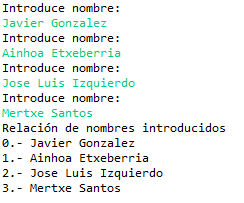 Introduce nombre:
Javier Gonzalez
Introduce nombre:
Ainhoa Etxeberria
Introduce nombre:
Jose Luis Izquierdo
Introduce nombre:
Mertxe Santos
Relación de nombres introducidos
0.- Javier Gonzalez
1.- Ainhoa Etxeberria
2.- Jose Luis Izquierdo
3.- Mertxe Santos